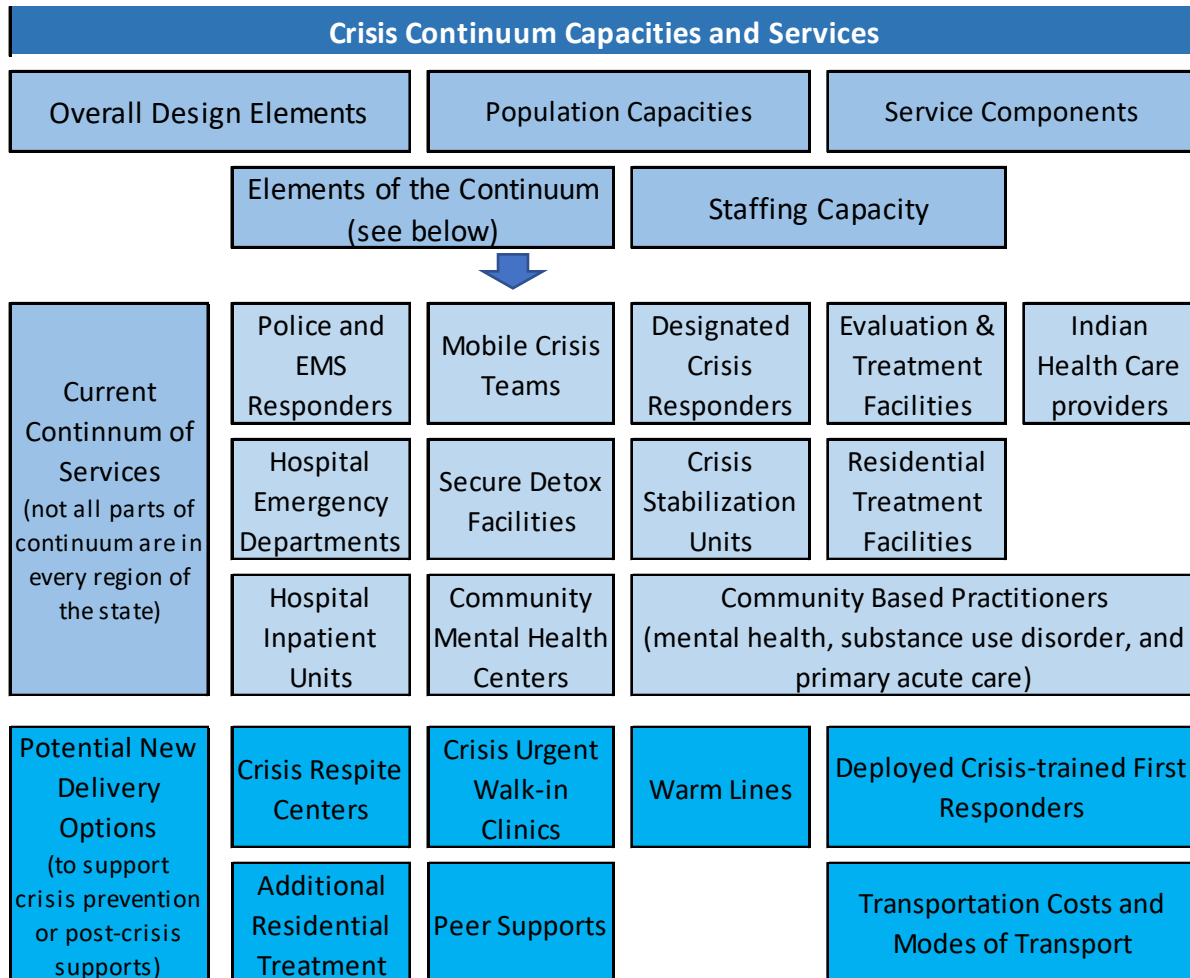 Crisis Continuum Capacities and Services
Overall Design Elements
Population Capacities
Service Components
Elements of the Continuum
(see below)
Staffing Capacity
Current
Continnum of
Services
(not all parts of
continuum are in
every region of
the state)
Police and
EMS
Responders
Mobile Crisis
Teams
Designated
Crisis
Responders
Evaluation &
Treatment
Facilities
Indian
Health Care
providers
Hospital
Emergency
Departments
Secure Detox
Facilities
Crisis
Stabilization
Units
Residential
Treatment
Facilities
Hospital
Inpatient
Units
Community
Mental Health
Centers
Community Based Practitioners
(mental health, substance use disorder, and
primary acute care)
Potential New
Delivery
Options
(to support
crisis prevention
or post-crisis
supports)
Crisis Respite
Centers
Crisis Urgent
Walk-in
Clinics
Warm Lines
Deployed Crisis-trained First
Responders
Additional
Residential
Treatment
Peer Supports
Transportation Costs and
Modes of Transport